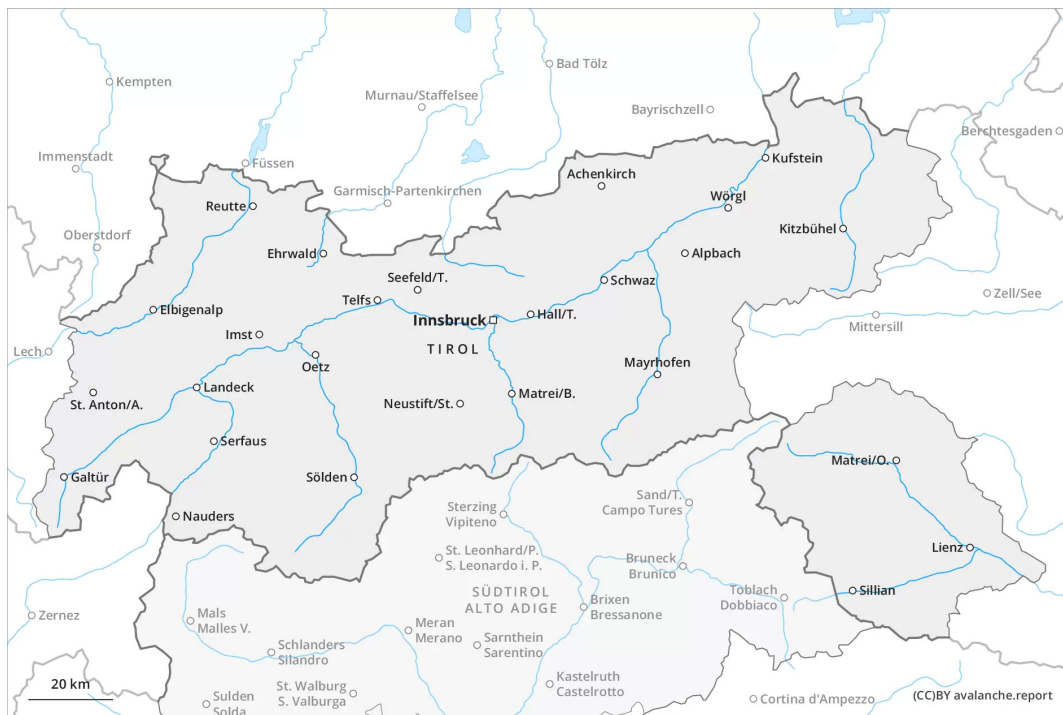 Kempten
Bad Tölz
Murnau/Staffelsee
Bayrischzell
Berchtesgaden
Immenstadt
Füssen
Kufstein
Achenkirch
Garmisch-Partenkirchen
Wörgl
Reutte
Kitzbühel
Oberstdorf
Ehrwald
Alpbach
Seefeld/T.
Schwaz
Telfs
Zell/See
Elbigenalp
Innsbruck
Hall/T.
Mittersill
Imst
TIROL
Lech
Oetz
Mayrhofen
Landeck
St. Anton/A.
Neustift/St.
Matrei/B.
Serfaus
Matrei/O.
Galtür
Sölden
Sand/T.
Campo Tures
Sterzing
Vipiteno
Nauders
Lienz
St. Leonhard/P.
S. Leonardo i. P.
Bruneck
Brunico
SÜDTIROL
ALTO ADIGE
Sillian
Toblach
Dobbiaco
Brixen
Bressanone
Zernez
Mals
Malles V.
Meran
Merano
Sarnthein
Sarentino
Schlanders
Silandro
Kastelruth
Castelrotto
20 km
St. Walburg
S. Valburga
Sulden
Solda
Cortina d'Ampezzo
(CC)BY avalanche.report